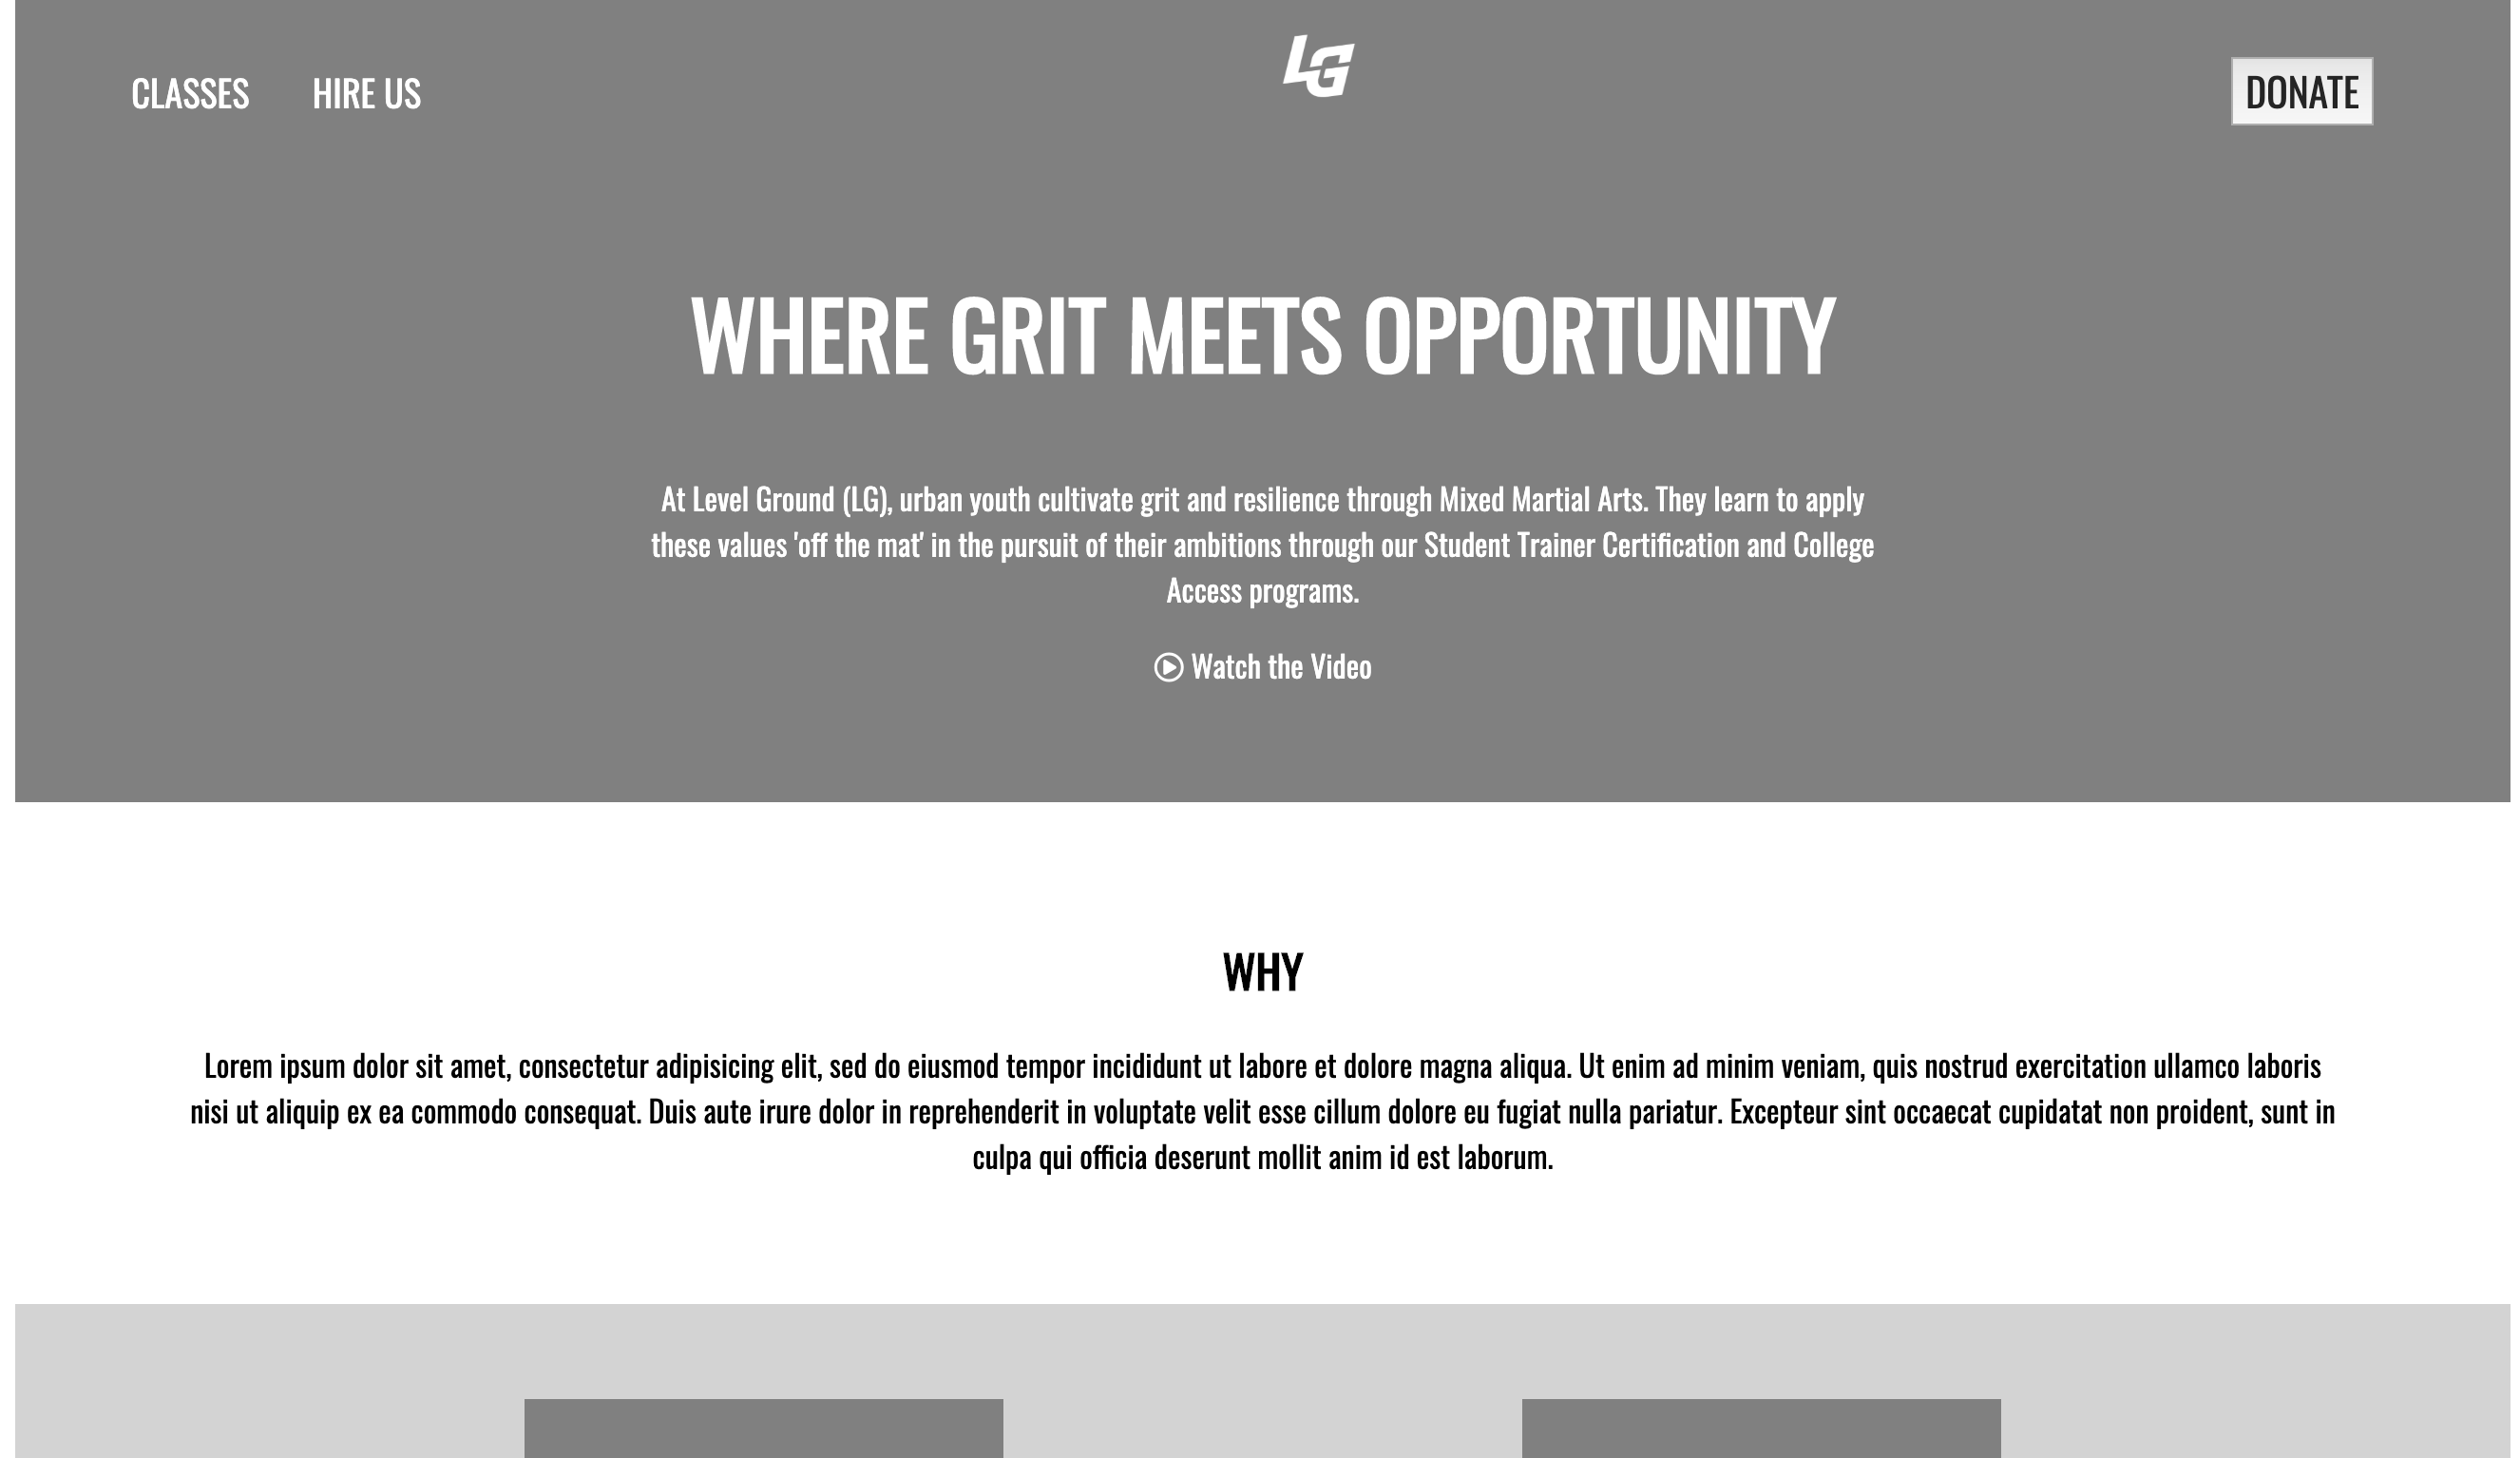 CLASSES
HIRE US
LG
DONATE
WHERE GRIT MEETS OPPORTUNITY
At Level Ground (LG), urban youth cultivate grit and resilience through Mixed Martial Arts. They learn to apply
these values 'off the mat' in the pursuit of their ambitions through our Student Trainer Certification and College
Access programs.
Watch the Video
WHY
Lorem ipsum dolor sit amet, consectetur adipisicing elit, sed do eiusmod tempor incididunt ut labore et dolore magna aliqua. Ut enim ad minim veniam, quis nostrud exercitation ullamco laboris
nisi ut aliquip ex ea commodo consequat. Duis aute irure dolor in reprehenderit in voluptate velit esse cillum dolore eu fugiat nulla pariatur. Excepteur sint occaecat cupidatat non proident, sunt in
culpa qui officia deserunt mollit anim id est laborum.